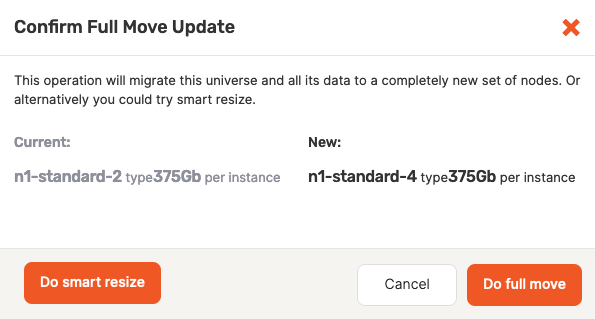 Confirm Full Move Update
This operation will migrate this universe and all its data to a completely new set of nodes. Or
alternatively you could try smart resize.
Current:
New:
n1-standard-2 type375Gb per instance
n1-standard-4 type375Gb per instance
Do smart resize
Cancel
Do full move